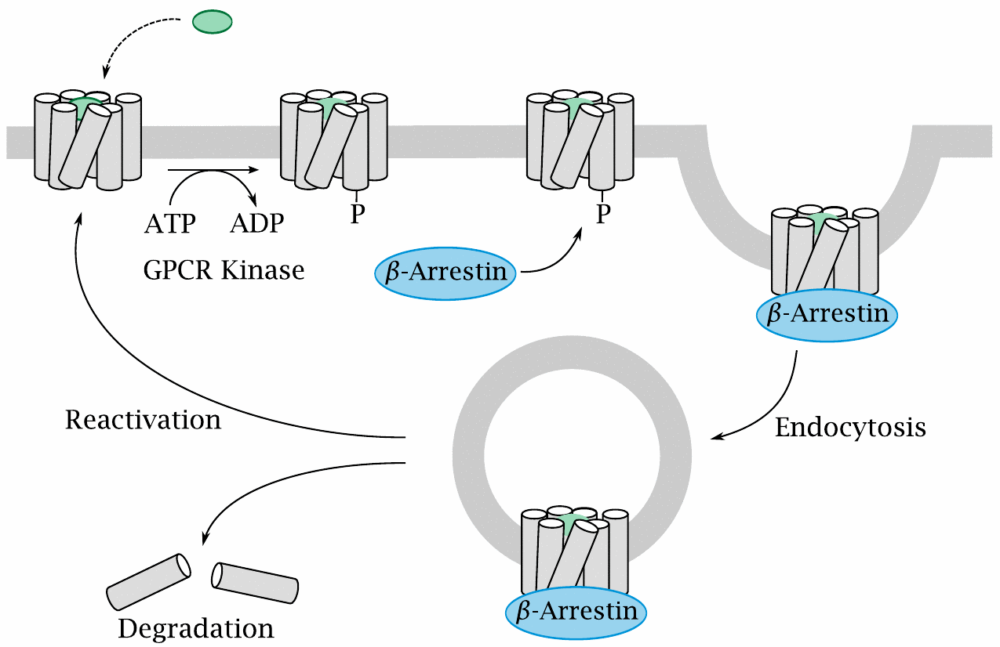 P
P
ATP
ADP
GPCR Kinase
β-Arrestin
β-Arrestin
Reactivation
Endocytosis
β-Arrestin
Degradation